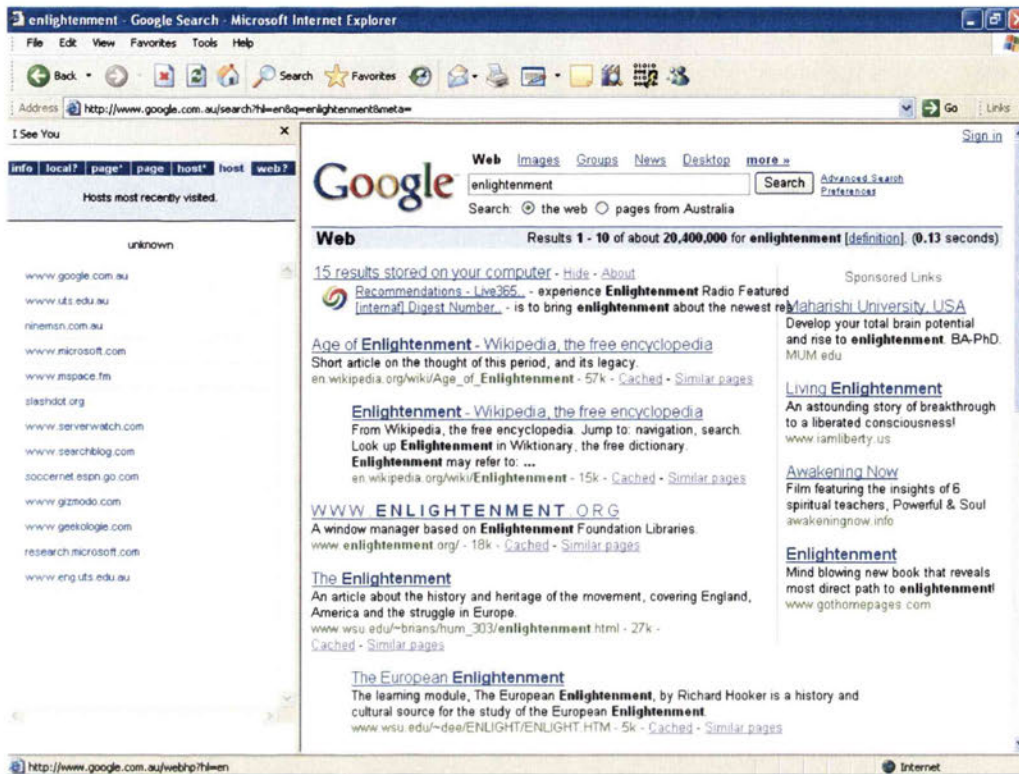 enlightenment - Google Search - Microsoft Internet Explorer
File Edit View Favorites Tools Help
Back Search Favorites
Address http://www.google.com.au/search?hl=en&q=enlightenment&meta= Go Links
I See You
info local? page* page host* host web?
Hosts most recently visited.
unknown
www.google.com.au
www.uts.edu.au
ninemsn.com.au
www.microsoft.com
www.mspace.fm
slashdot.org
www.serverwatch.com
www.searchblog.com
soccernet.espn.go.com
www.gizmodo.com
www.geekologie.com
research.microsoft.com
www.eng.uts.edu.au
Sign in
Google
Web Images Groups News Desktop more »
enlightenment Search Advanced Search
Preferences
Search: the web pages from Australia
Web Results 1 - 10 of about 20,400,000 for enlightenment [definition]. (0.13 seconds)
15 results stored on your computer - Hide - About
Recommendations - Live365.. - experience Enlightenment Radio Featured
[internal] Digest Number.. - is to bring enlightenment about the newest rel
Age of Enlightenment - Wikipedia, the free encyclopedia
Short article on the thought of this period, and its legacy.
en.wikipedia.org/wiki/Age_of_Enlightenment - 57k - Cached - Similar pages
Enlightenment - Wikipedia, the free encyclopedia
From Wikipedia, the free encyclopedia. Jump to: navigation, search.
Look up Enlightenment in Wiktionary, the free dictionary.
Enlightenment may refer to: ...
en.wikipedia.org/wiki/Enlightenment - 15k - Cached - Similar pages
WWW.ENLIGHTENMENT.ORG
A window manager based on Enlightenment Foundation Libraries.
www.enlightenment.org/ - 18k - Cached - Similar pages
The Enlightenment
An article about the history and heritage of the movement, covering England,
America and the struggle in Europe.
www.wsu.edu/~brians/hum_303/enlightenment.html - 27k -
Cached - Similar pages
The European Enlightenment
The learning module, The European Enlightenment, by Richard Hooker is a history and
cultural source for the study of the European Enlightenment.
www.wsu.edu/~dee/ENLIGHT/ENLIGHT.HTM - 5k - Cached - Similar pages
Sponsored Links
Maharishi University, USA
Develop your total brain potential
and rise to enlightenment. BA-PhD.
MUM.edu
Living Enlightenment
An astounding story of breakthrough
to a liberated consciousness!
www.iamliberty.us
Awakening Now
Film featuring the insights of 6
spiritual teachers, Powerful & Soul
awakeningnow.info
Enlightenment
Mind blowing new book that reveals
most direct path to enlightenment!
www.gothomepages.com
http://www.google.com.au/webhp?hl=en Internet